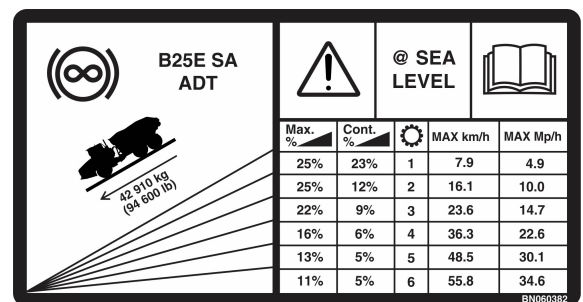 B25E SA
ADT
@ SEA
LEVEL
42 910 kg
(94 600 lb)
Max. % Cont. % MAX km/h MAX Mp/h
25% 23% 1 7.9 4.9
25% 12% 2 16.1 10.0
22% 9% 3 23.6 14.7
16% 6% 4 36.3 22.6
13% 5% 5 48.5 30.1
11% 5% 6 55.8 34.6
BN060382